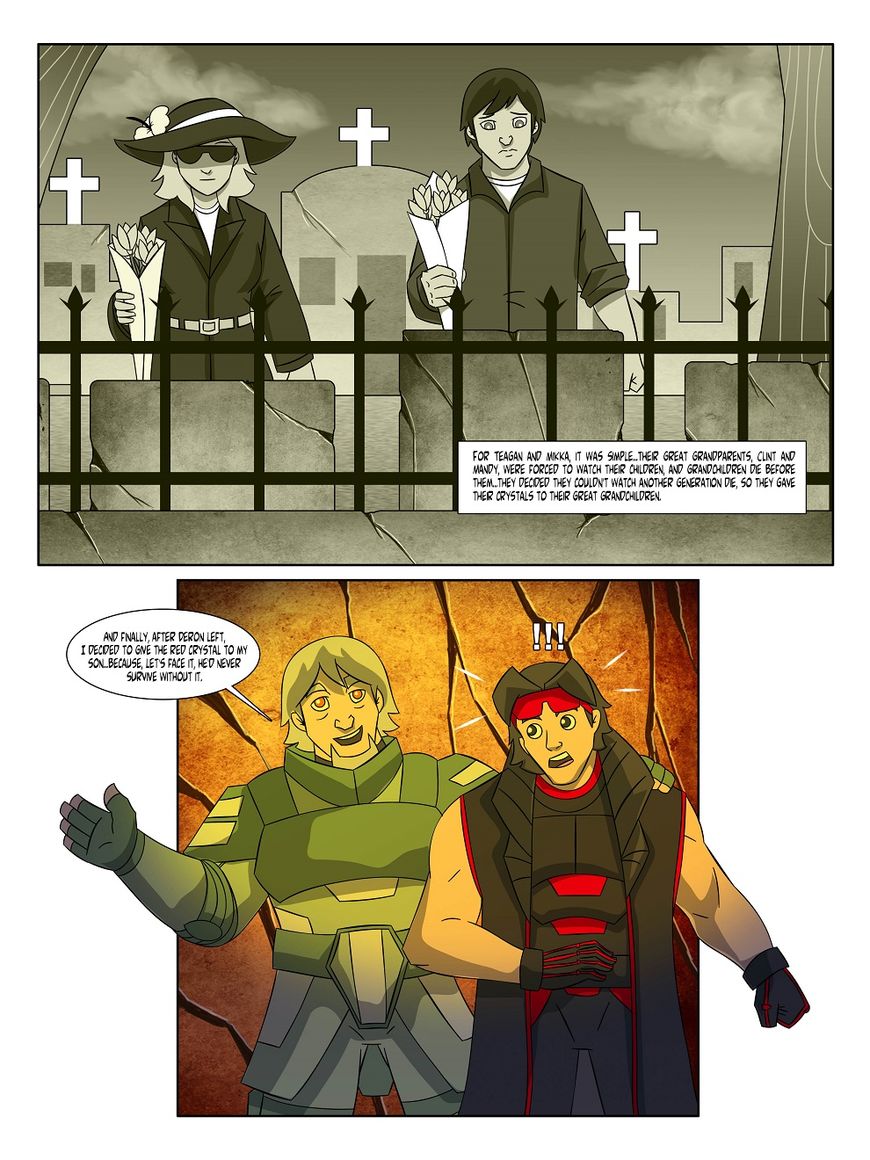 FOR TEAGAN AND MIKKA, IT WAS SIMPLE...THEIR GREAT GRANDPARENTS, CLINT AND
MANDY, WERE FORCED TO WATCH THEIR CHILDREN, AND GRANDCHILDREN DIE BEFORE
THEM...THEY DECIDED THEY COULDN'T WATCH ANOTHER GENERATION DIE, SO THEY GAVE
THEIR CRYSTALS TO THEIR GREAT GRANDCHILDREN.
!!!
AND FINALLY, AFTER DERON LEFT,
I DECIDED TO GIVE THE RED CRYSTAL TO MY
SON...BECAUSE, LET'S FACE IT, HE'D NEVER
SURVIVE WITHOUT IT.